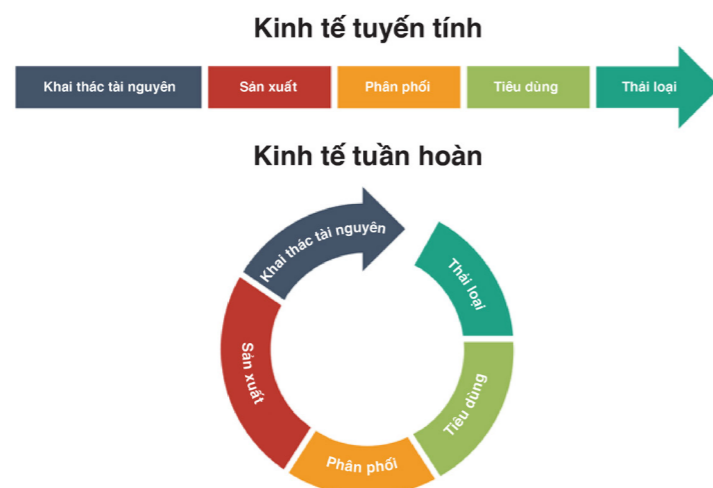 Kinh tế tuyến tính
Khai thác tài nguyên
Sản xuất
Phân phối
Tiêu dùng
Thải loại
Kinh tế tuần hoàn
Khai thác tài nguyên
Thải loại
Sản xuất
Tiêu dùng
Phân phối